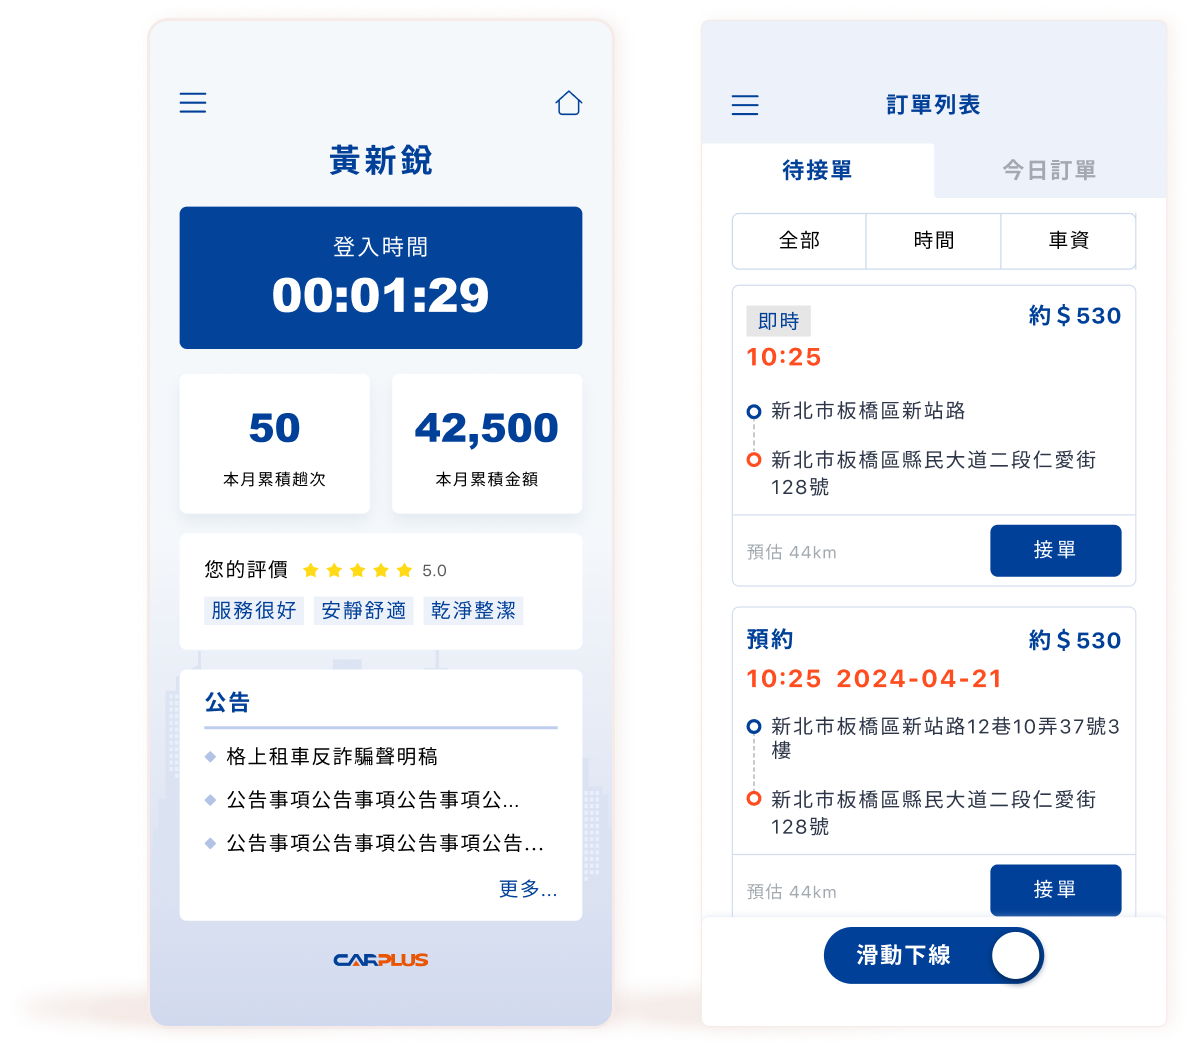 黃新銳
登入時間
00:01:29
50
本月累積趟次
42,500
本月累積金額
您的評價 5.0
服務很好 安靜舒適 乾淨整潔
公告
格上租車反詐騙聲明稿
公告事項公告事項公告事項公...
公告事項公告事項公告事項公告...
更多...
CARPLUS
訂單列表
待接單 今日訂單
全部 時間 車資
即時 約$530
10:25
新北市板橋區新站路
新北市板橋區縣民大道二段仁愛街
128號
預估 44km 接單
預約 約$530
10:25 2024-04-21
新北市板橋區新站路12巷10弄37號3
樓
新北市板橋區縣民大道二段仁愛街
128號
預估 44km 接單
滑動下線